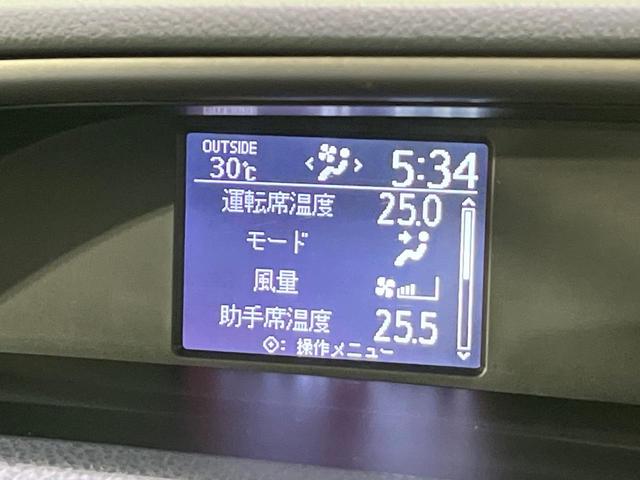 OUTSIDE
30℃ 5:34
運転席温度 25.0
モード
風量
助手席温度 25.5
: 操作メニュー